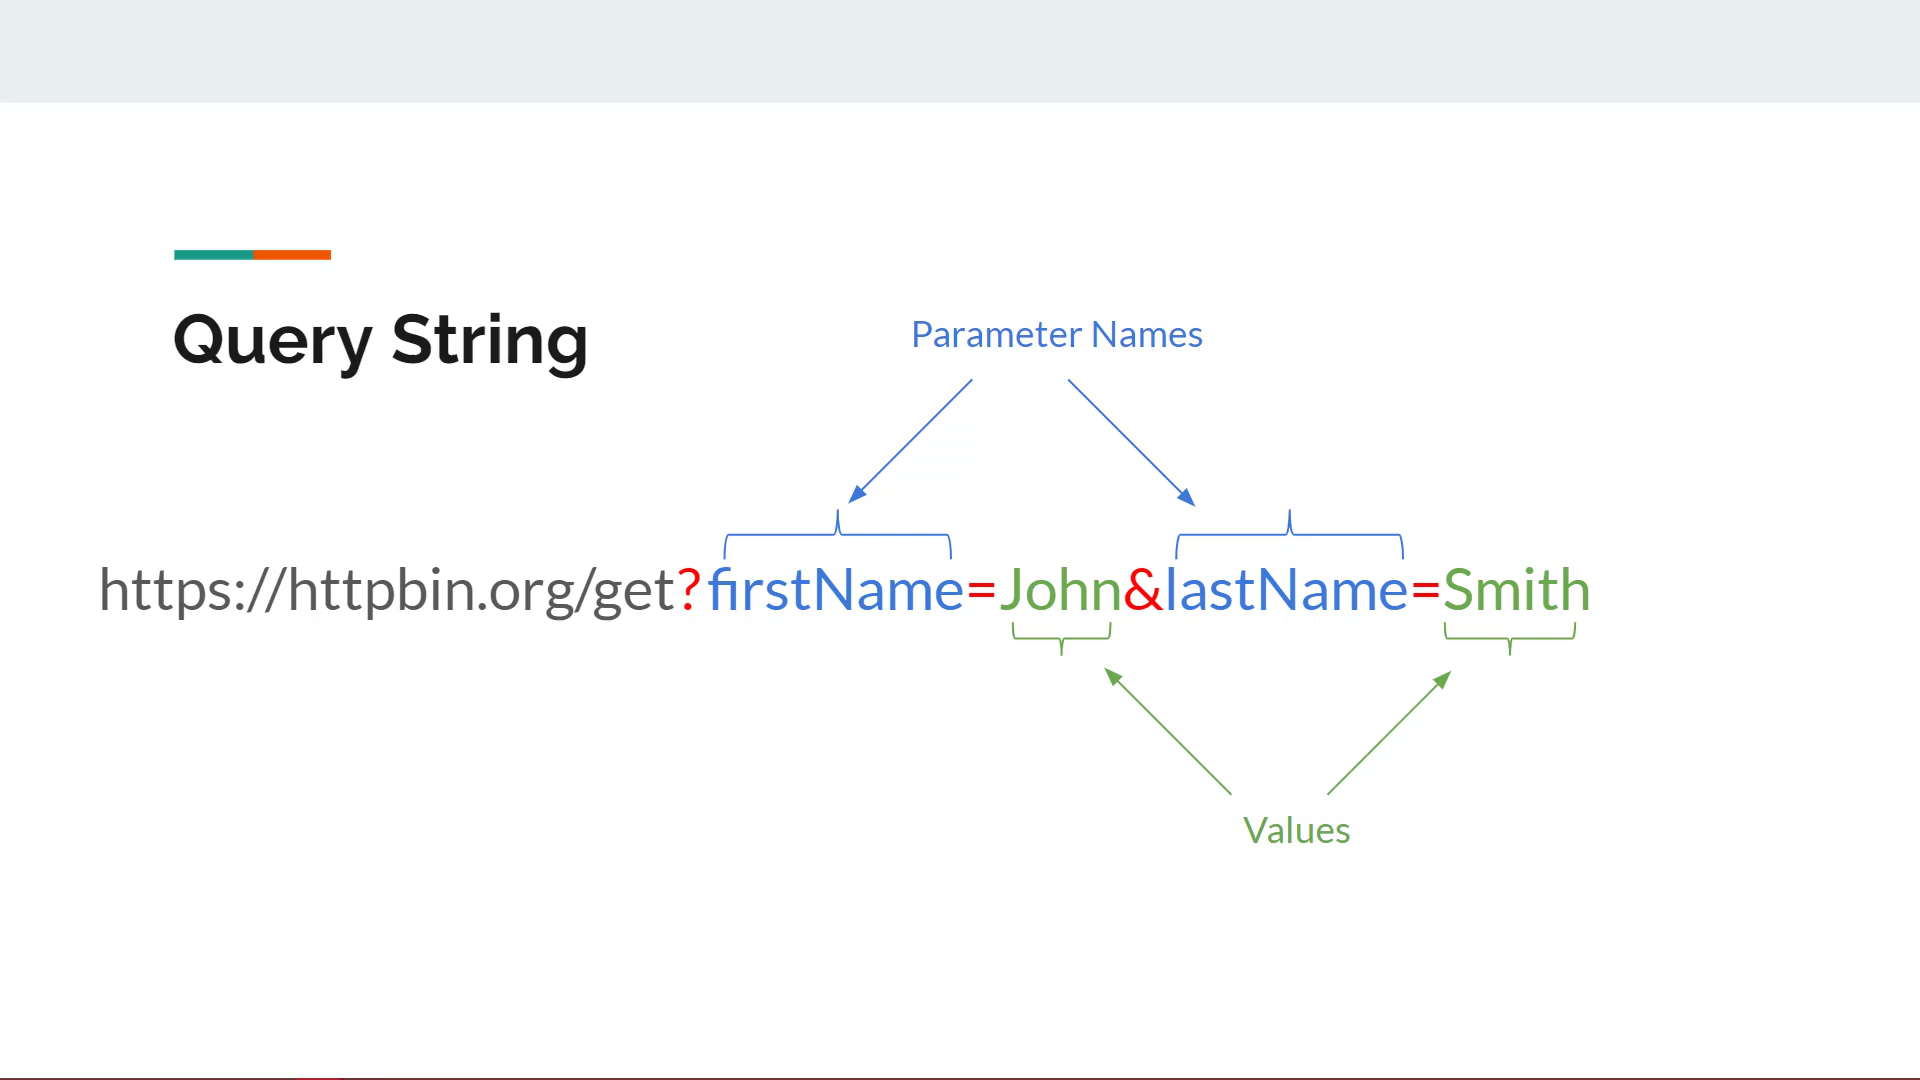 Query String
Parameter Names
https://httpbin.org/get?firstName=John&lastName=Smith
Values